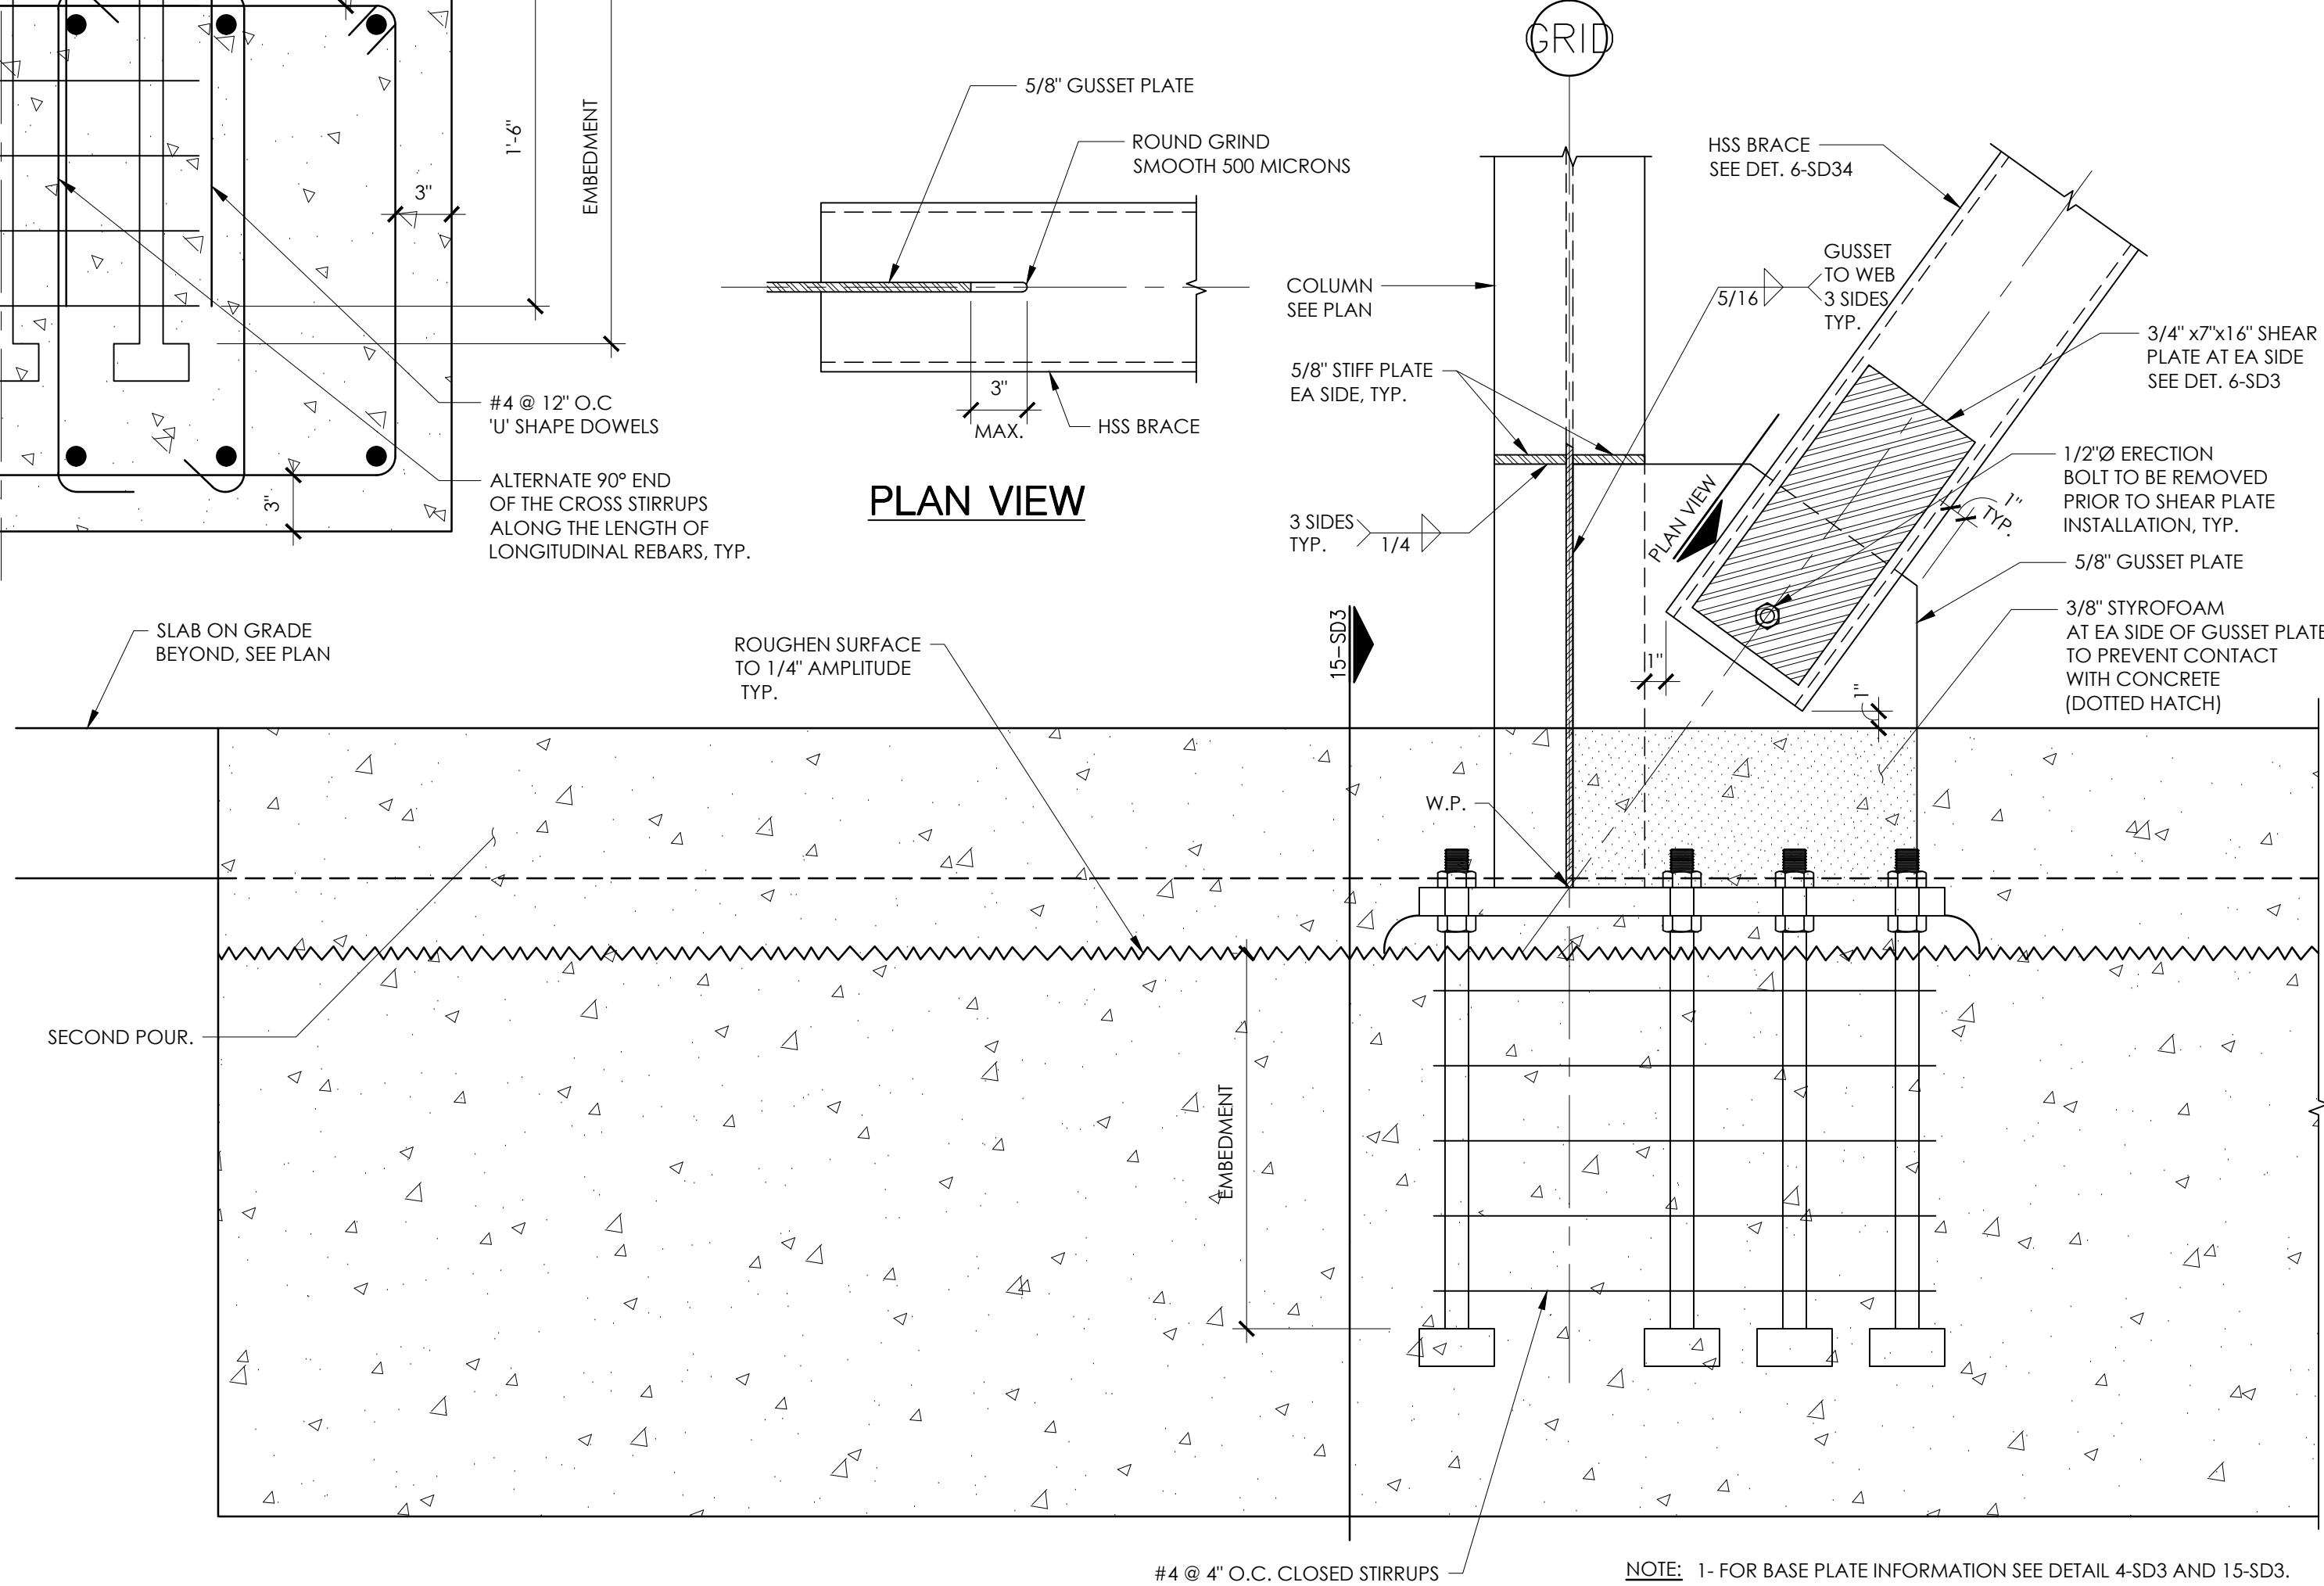 GRID
5/8" GUSSET PLATE
ROUND GRIND
SMOOTH 500 MICRONS
HSS BRACE
SEE DET. 6-SD34
1'-6"
EMBEDMENT
3"
GUSSET
TO WEB
3 SIDES
TYP.
5/16
COLUMN
SEE PLAN
3/4" x7"x16" SHEAR
PLATE AT EA SIDE
SEE DET. 6-SD3
5/8" STIFF PLATE
EA SIDE, TYP.
3"
MAX.
HSS BRACE
#4 @ 12" O.C
'U' SHAPE DOWELS
1/2"Ø ERECTION
BOLT TO BE REMOVED
PRIOR TO SHEAR PLATE
INSTALLATION, TYP.
PLAN VIEW
ALTERNATE 90° END
OF THE CROSS STIRRUPS
ALONG THE LENGTH OF
LONGITUDINAL REBARS, TYP.
3"
3 SIDES
TYP.
1/4
PLAN VIEW
1"
TYP.
5/8" GUSSET PLATE
3/8" STYROFOAM
AT EA SIDE OF GUSSET PLATE
TO PREVENT CONTACT
WITH CONCRETE
(DOTTED HATCH)
SLAB ON GRADE
BEYOND, SEE PLAN
ROUGHEN SURFACE
TO 1/4" AMPLITUDE
TYP.
15-SD3
1"
1"
W.P.
SECOND POUR.
EMBEDMENT
#4 @ 4" O.C. CLOSED STIRRUPS
NOTE: 1- FOR BASE PLATE INFORMATION SEE DETAIL 4-SD3 AND 15-SD3.